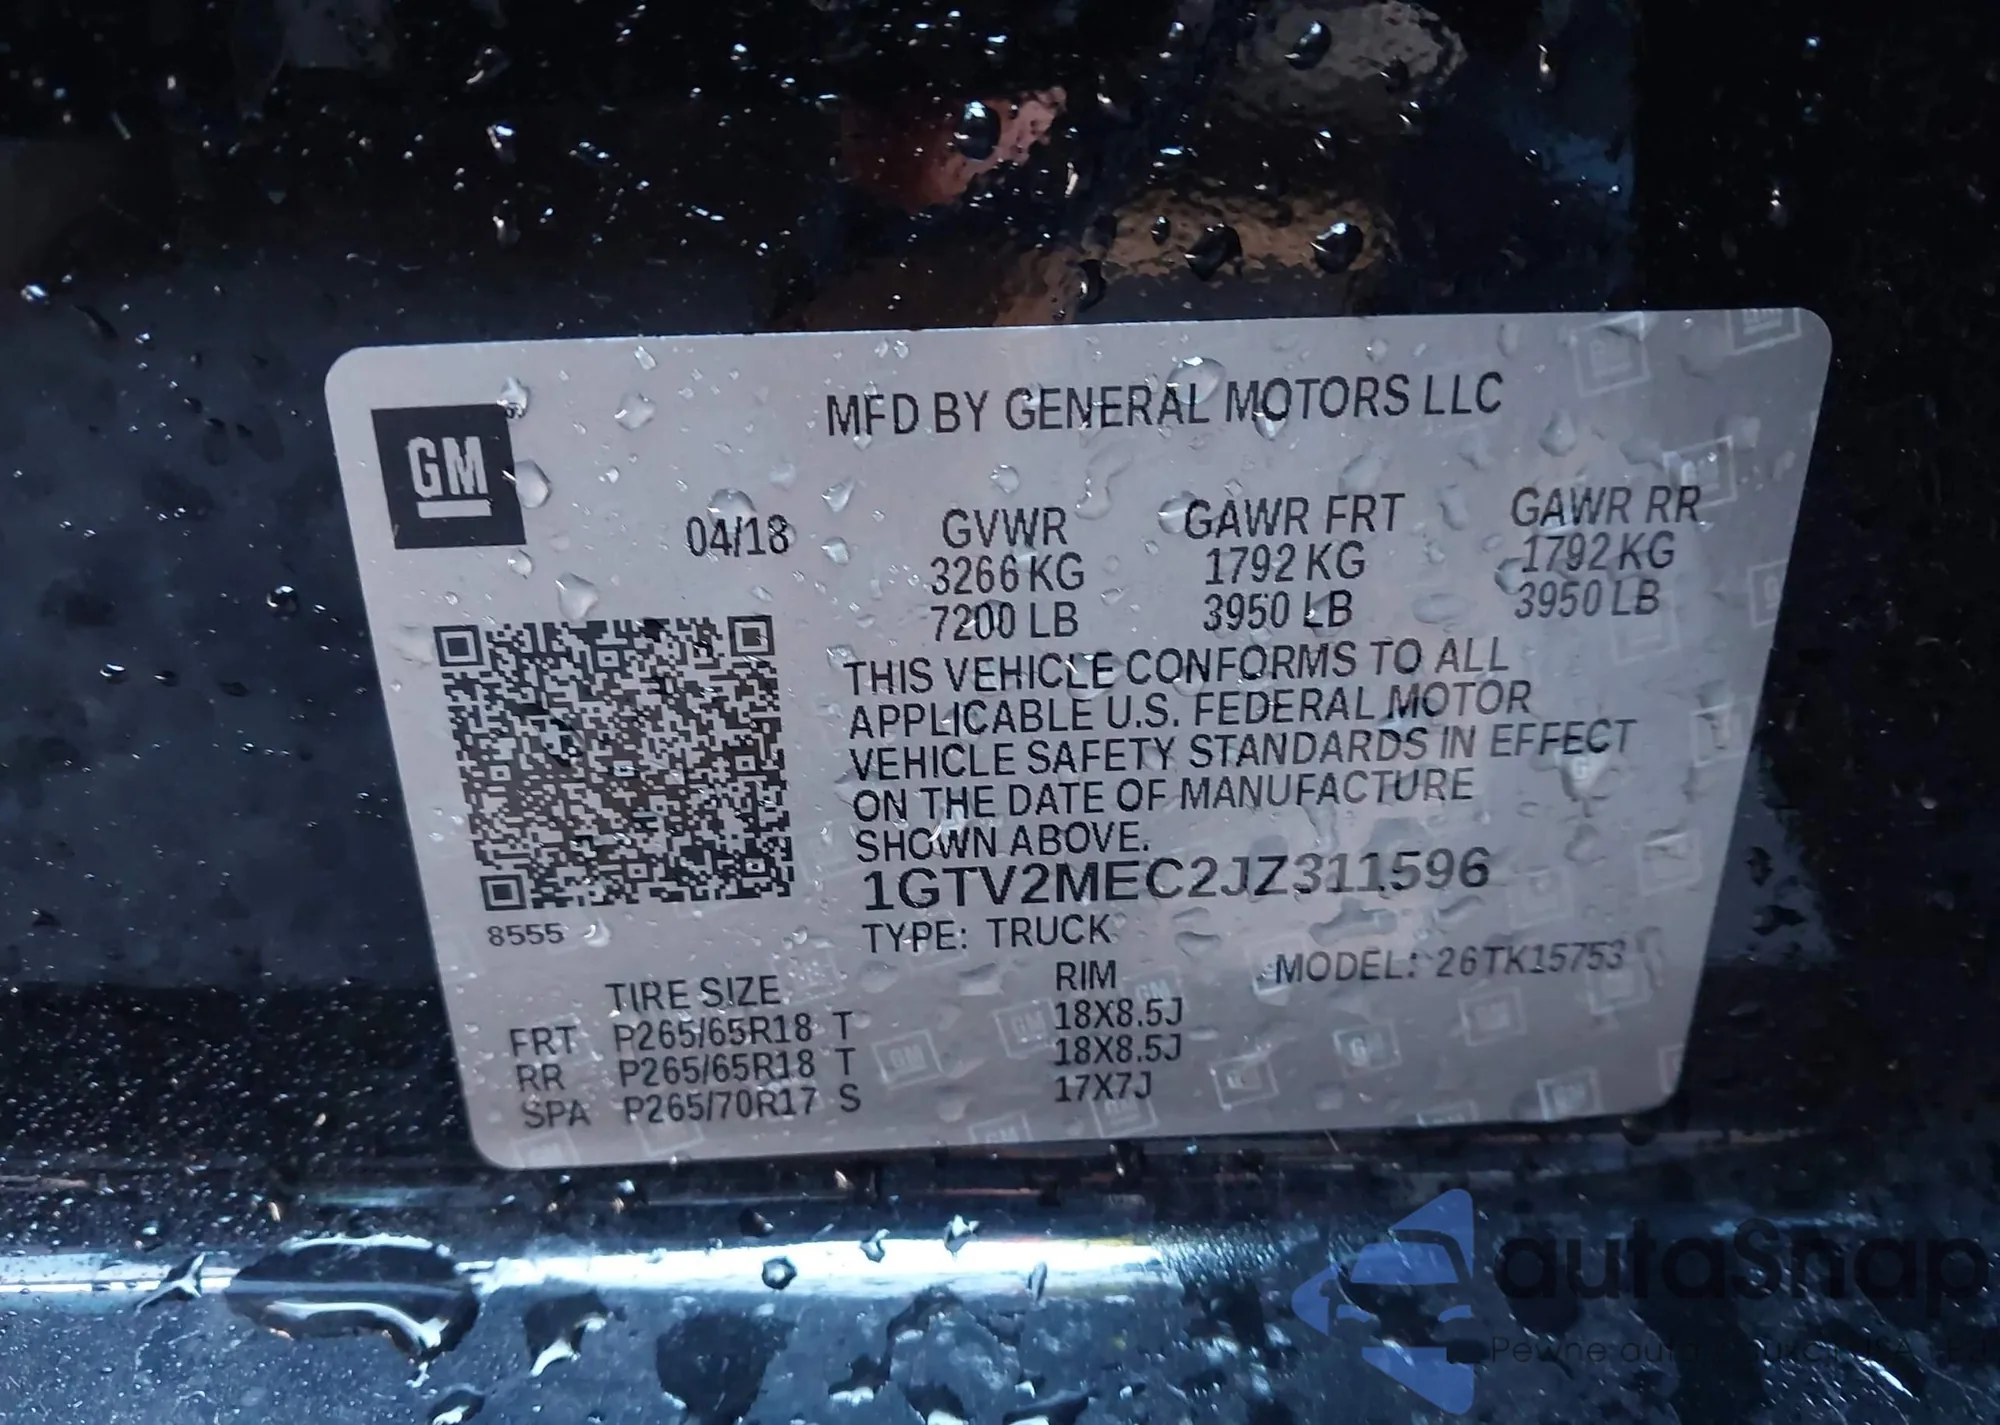 MFD BY GENERAL MOTORS LLC
GM
04/18 GVWR GAWR FRT GAWR RR
3266 KG 1792 KG 1792 KG
7200 LB 3950 LB 3950 LB
THIS VEHICLE CONFORMS TO ALL
APPLICABLE U.S. FEDERAL MOTOR
VEHICLE SAFETY STANDARDS IN EFFECT
ON THE DATE OF MANUFACTURE
SHOWN ABOVE.
1GTV2MEC2JZ311596
8555
TYPE: TRUCK
MODEL: 26TK15753
TIRE SIZE RIM
FRT P265/65R18 T 18X8.5J
RR P265/65R18 T 18X8.5J
SPA P265/70R17 S 17X7J
autaSnap
Pewne auta